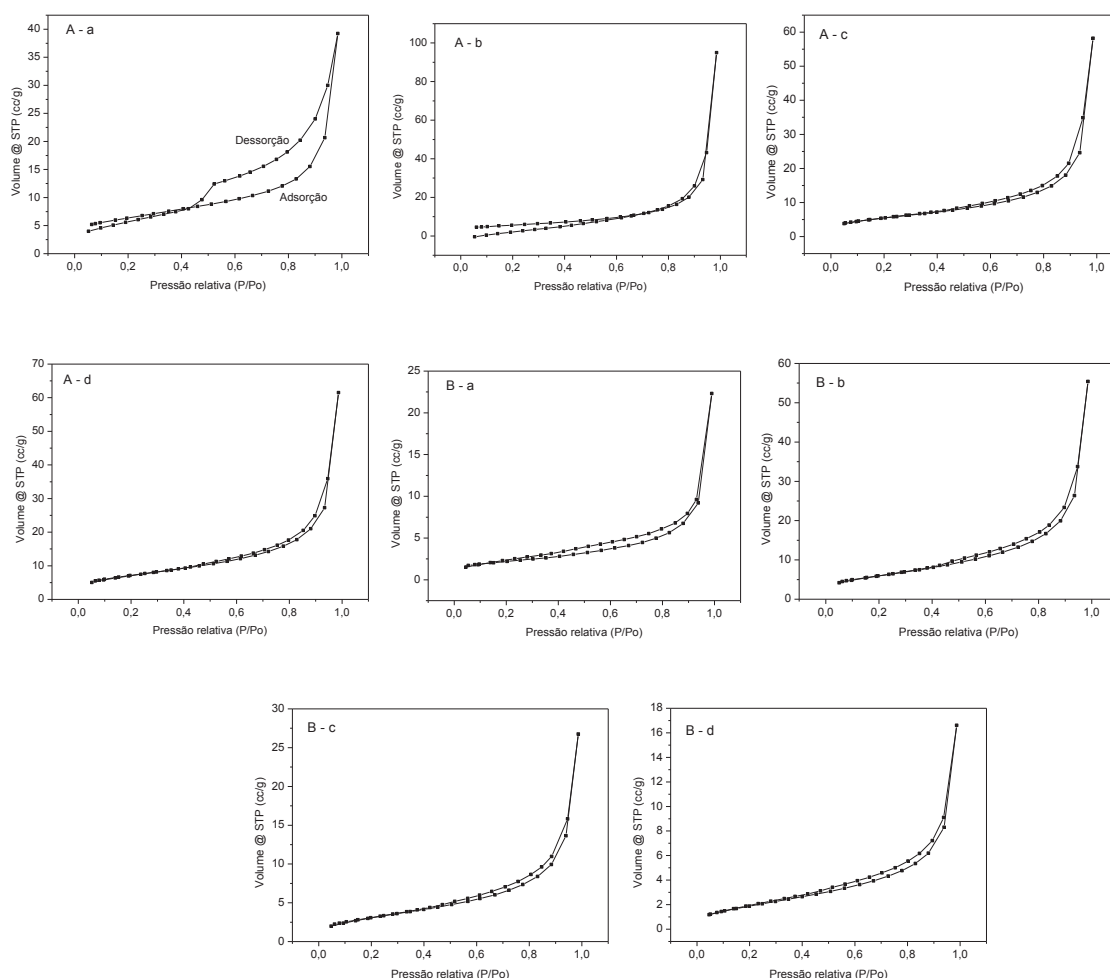 A - a
Volume @ STP (cc/g)
40
35
30
25
20
15
10
5
0
Dessorção
Adsorção
0,0 0,2 0,4 0,6 0,8 1,0
Pressão relativa (P/Po)
A - b
Volume @ STP (cc/g)
100
80
60
40
20
0
0,0 0,2 0,4 0,6 0,8 1,0
Pressão relativa (P/Po)
A - c
Volume @ STP (cc/g)
60
50
40
30
20
10
0
0,0 0,2 0,4 0,6 0,8 1,0
Pressão relativa (P/Po)
A - d
Volume @ STP (cc/g)
70
60
50
40
30
20
10
0
0,0 0,2 0,4 0,6 0,8 1,0
Pressão relativa (P/Po)
B - a
Volume @ STP (cc/g)
25
20
15
10
5
0
0,0 0,2 0,4 0,6 0,8 1,0
Pressão relativa (P/Po)
B - b
Volume @ STP (cc/g)
60
50
40
30
20
10
0
0,0 0,2 0,4 0,6 0,8 1,0
Pressão relativa (P/Po)
B - c
Volume @ STP (cc/g)
30
25
20
15
10
5
0
0,0 0,2 0,4 0,6 0,8 1,0
Pressão relativa (P/Po)
B - d
Volume @ STP (cc/g)
18
16
14
12
10
8
6
4
2
0
0,0 0,2 0,4 0,6 0,8 1,0
Pressão relativa (P/Po)